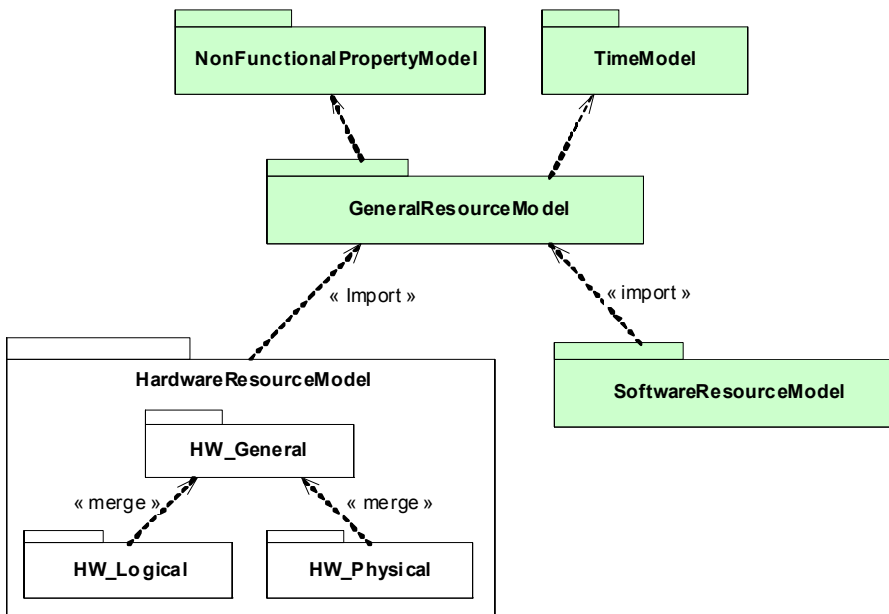 NonFunctionalPropertyModel
TimeModel
GeneralResourceModel
« Import »
« import »
HardwareResourceModel
SoftwareResourceModel
HW_General
« merge »
« merge »
HW_Logical
HW_Physical